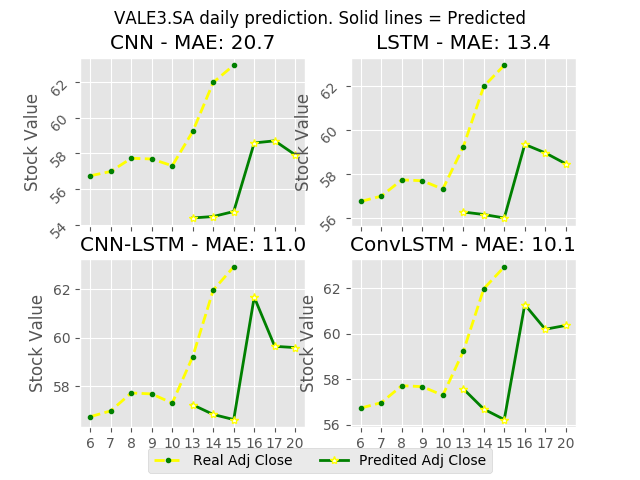 VALE3.SA daily prediction. Solid lines = Predicted
CNN - MAE: 20.7
LSTM - MAE: 13.4
Stock Value
62
60
58
56
54
Stock Value
62
60
58
56
CNN-LSTM - MAE: 11.0
ConvLSTM - MAE: 10.1
Stock Value
62
60
58
6 7 8 9 10 13 14 15 16 17 20
Stock Value
62
60
58
56
6 7 8 9 10 13 14 15 16 17 20
Real Adj Close
Predited Adj Close